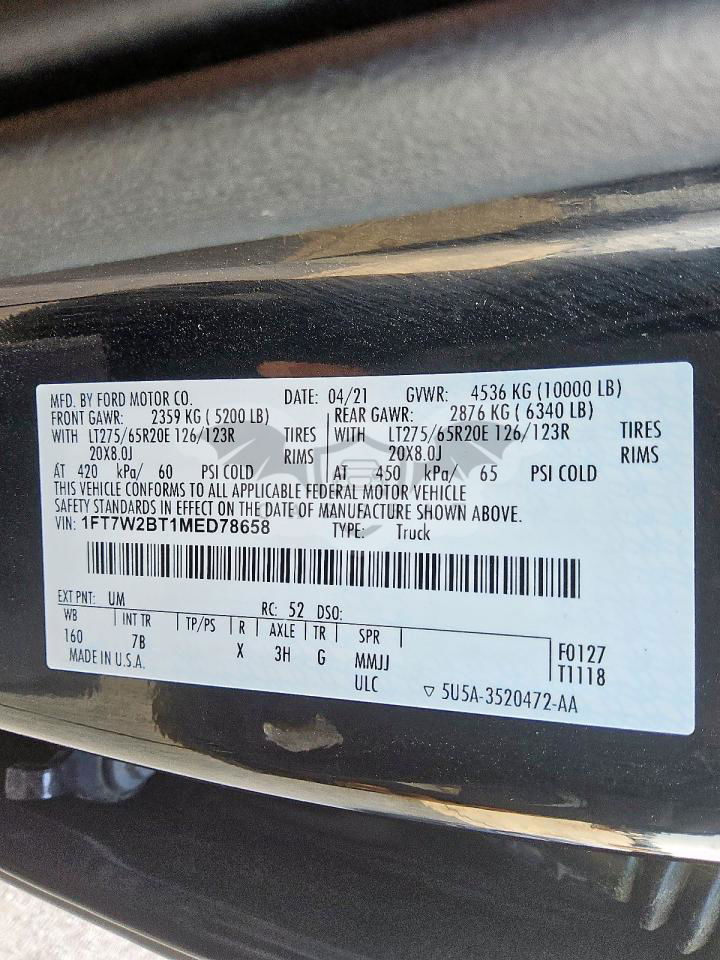 MFD. BY FORD MOTOR CO. DATE: 04/21 GVWR: 4536 KG (10000 LB)
FRONT GAWR: 2359 KG (5200 LB) REAR GAWR: 2876 KG (6340 LB)
WITH LT275/65R20E 126/123R TIRES WITH LT275/65R20E 126/123R TIRES
20X8.0J RIMS 20X8.0J RIMS
AT 420 kPa/ 60 PSI COLD AT 450 kPa/ 65 PSI COLD
THIS VEHICLE CONFORMS TO ALL APPLICABLE FEDERAL MOTOR VEHICLE
SAFETY STANDARDS IN EFFECT ON THE DATE OF MANUFACTURE SHOWN ABOVE.
VIN: 1FT7W2BT1MED78658 TYPE: Truck
EXT PNT: UM RC: 52 DSO:
WB INT TR TP/PS R AXLE TR SPR
160 7B X 3H G MMJJ F0127
MADE IN U.S.A. ULC T1118
▽ 5U5A-3520472-AA